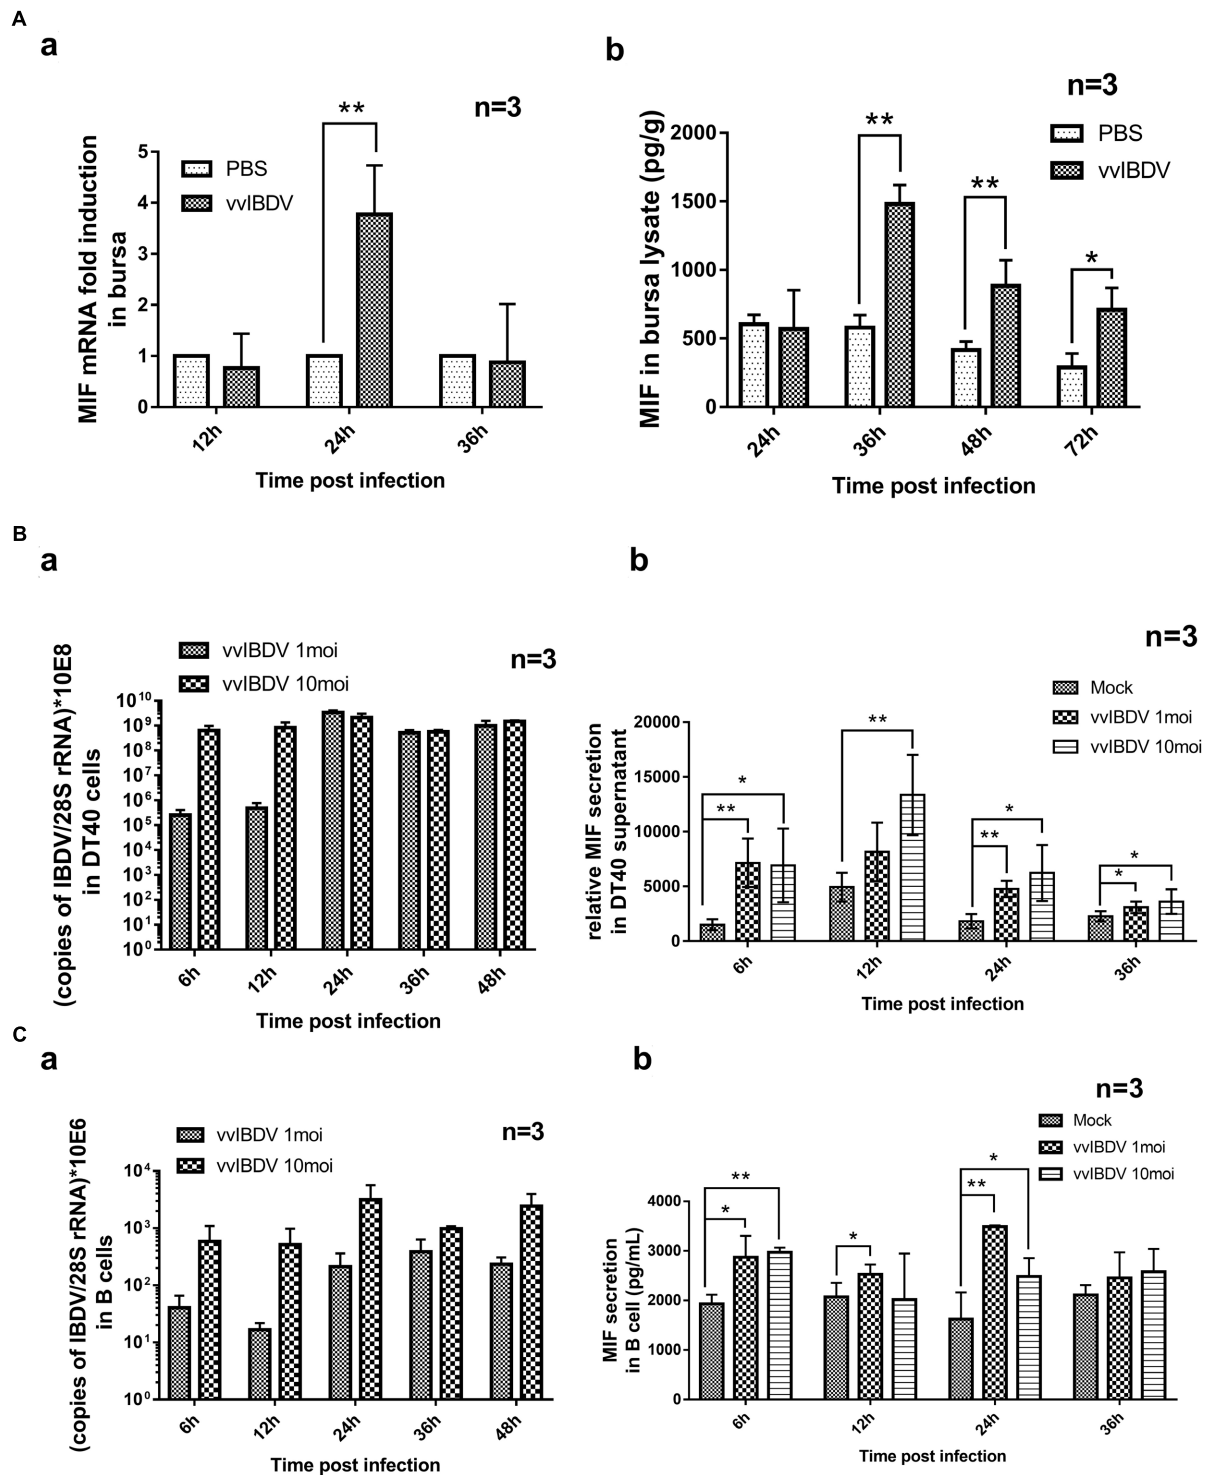 A
a
n=3
**
PBS
vvIBDV
MIF mRNA fold induction
in bursa
5
4
3
2
1
0
12h
24h
36h
Time post infection
b
n=3
PBS
vvIBDV
**
**
*
MIF in bursa lysate (pg/g)
2000
1500
1000
500
0
24h
36h
48h
72h
Time post infection
B
a
vvIBDV 1moi
vvIBDV 10moi
n=3
(copies of IBDV/28S rRNA)*10E8
in DT40 cells
10^10
10^9
10^8
10^7
10^6
10^5
10^4
10^3
10^2
10^1
10^0
6h
12h
24h
36h
48h
Time post infection
b
n=3
Mock
vvIBDV 1moi
vvIBDV 10moi
relative MIF secretion
in DT40 supernatant
20000
15000
10000
5000
0
*
**
**
*
**
*
*
6h
12h
24h
36h
Time post infection
C
a
vvIBDV 1moi
vvIBDV 10moi
n=3
(copies of IBDV/28S rRNA)*10E6
in B cells
10^4
10^3
10^2
10^1
10^0
6h
12h
24h
36h
48h
Time post infection
b
n=3
Mock
vvIBDV 1moi
vvIBDV 10moi
MIF secretion
in B cell (pg/mL)
4000
3000
2000
1000
0
**
*
*
*
**
6h
12h
24h
36h
Time post infection